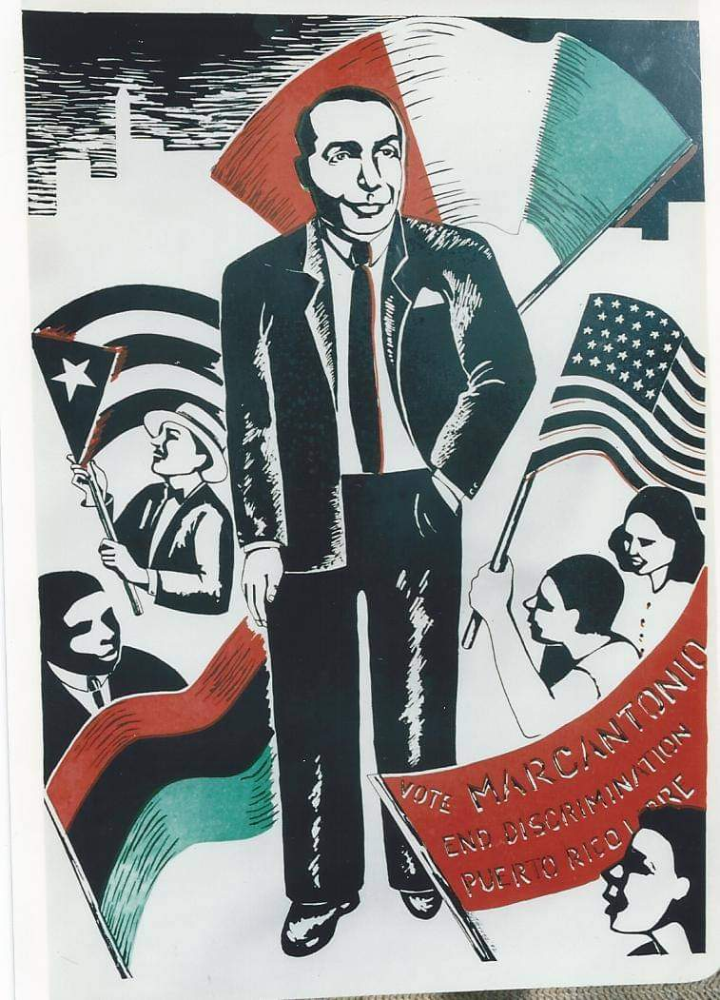 VOTE MARCANTONIO
END DISCRIMINATION
PUERTO RICO